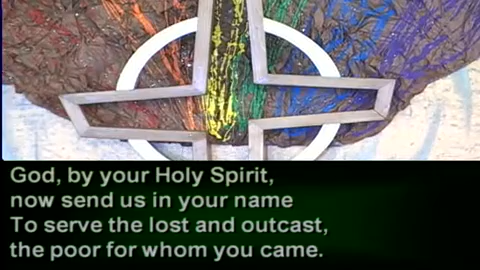 God, by your Holy Spirit,
now send us in your name
To serve the lost and outcast,
the poor for whom you came.